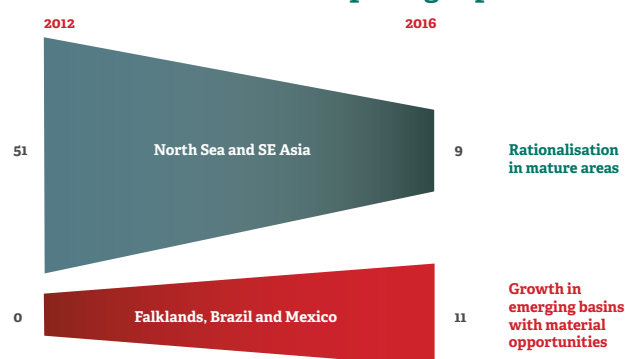 2012
2016
51
North Sea and SE Asia
9
Rationalisation
in mature areas
0
Falklands, Brazil and Mexico
11
Growth in
emerging basins
with material
opportunities